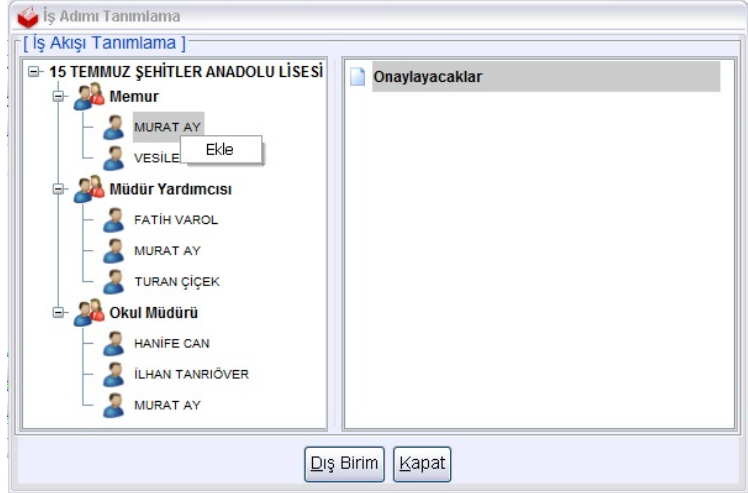 İş Adımı Tanımlama
[ İş Akışı Tanımlama ]
15 TEMMUZ ŞEHİTLER ANADOLU LİSESİ
Memur
MURAT AY
VESİLE
Ekle
Müdür Yardımcısı
FATİH VAROL
MURAT AY
TURAN ÇİÇEK
Okul Müdürü
HANİFE CAN
İLHAN TANRIÖVER
MURAT AY
Onaylayacaklar
Dış Birim
Kapat